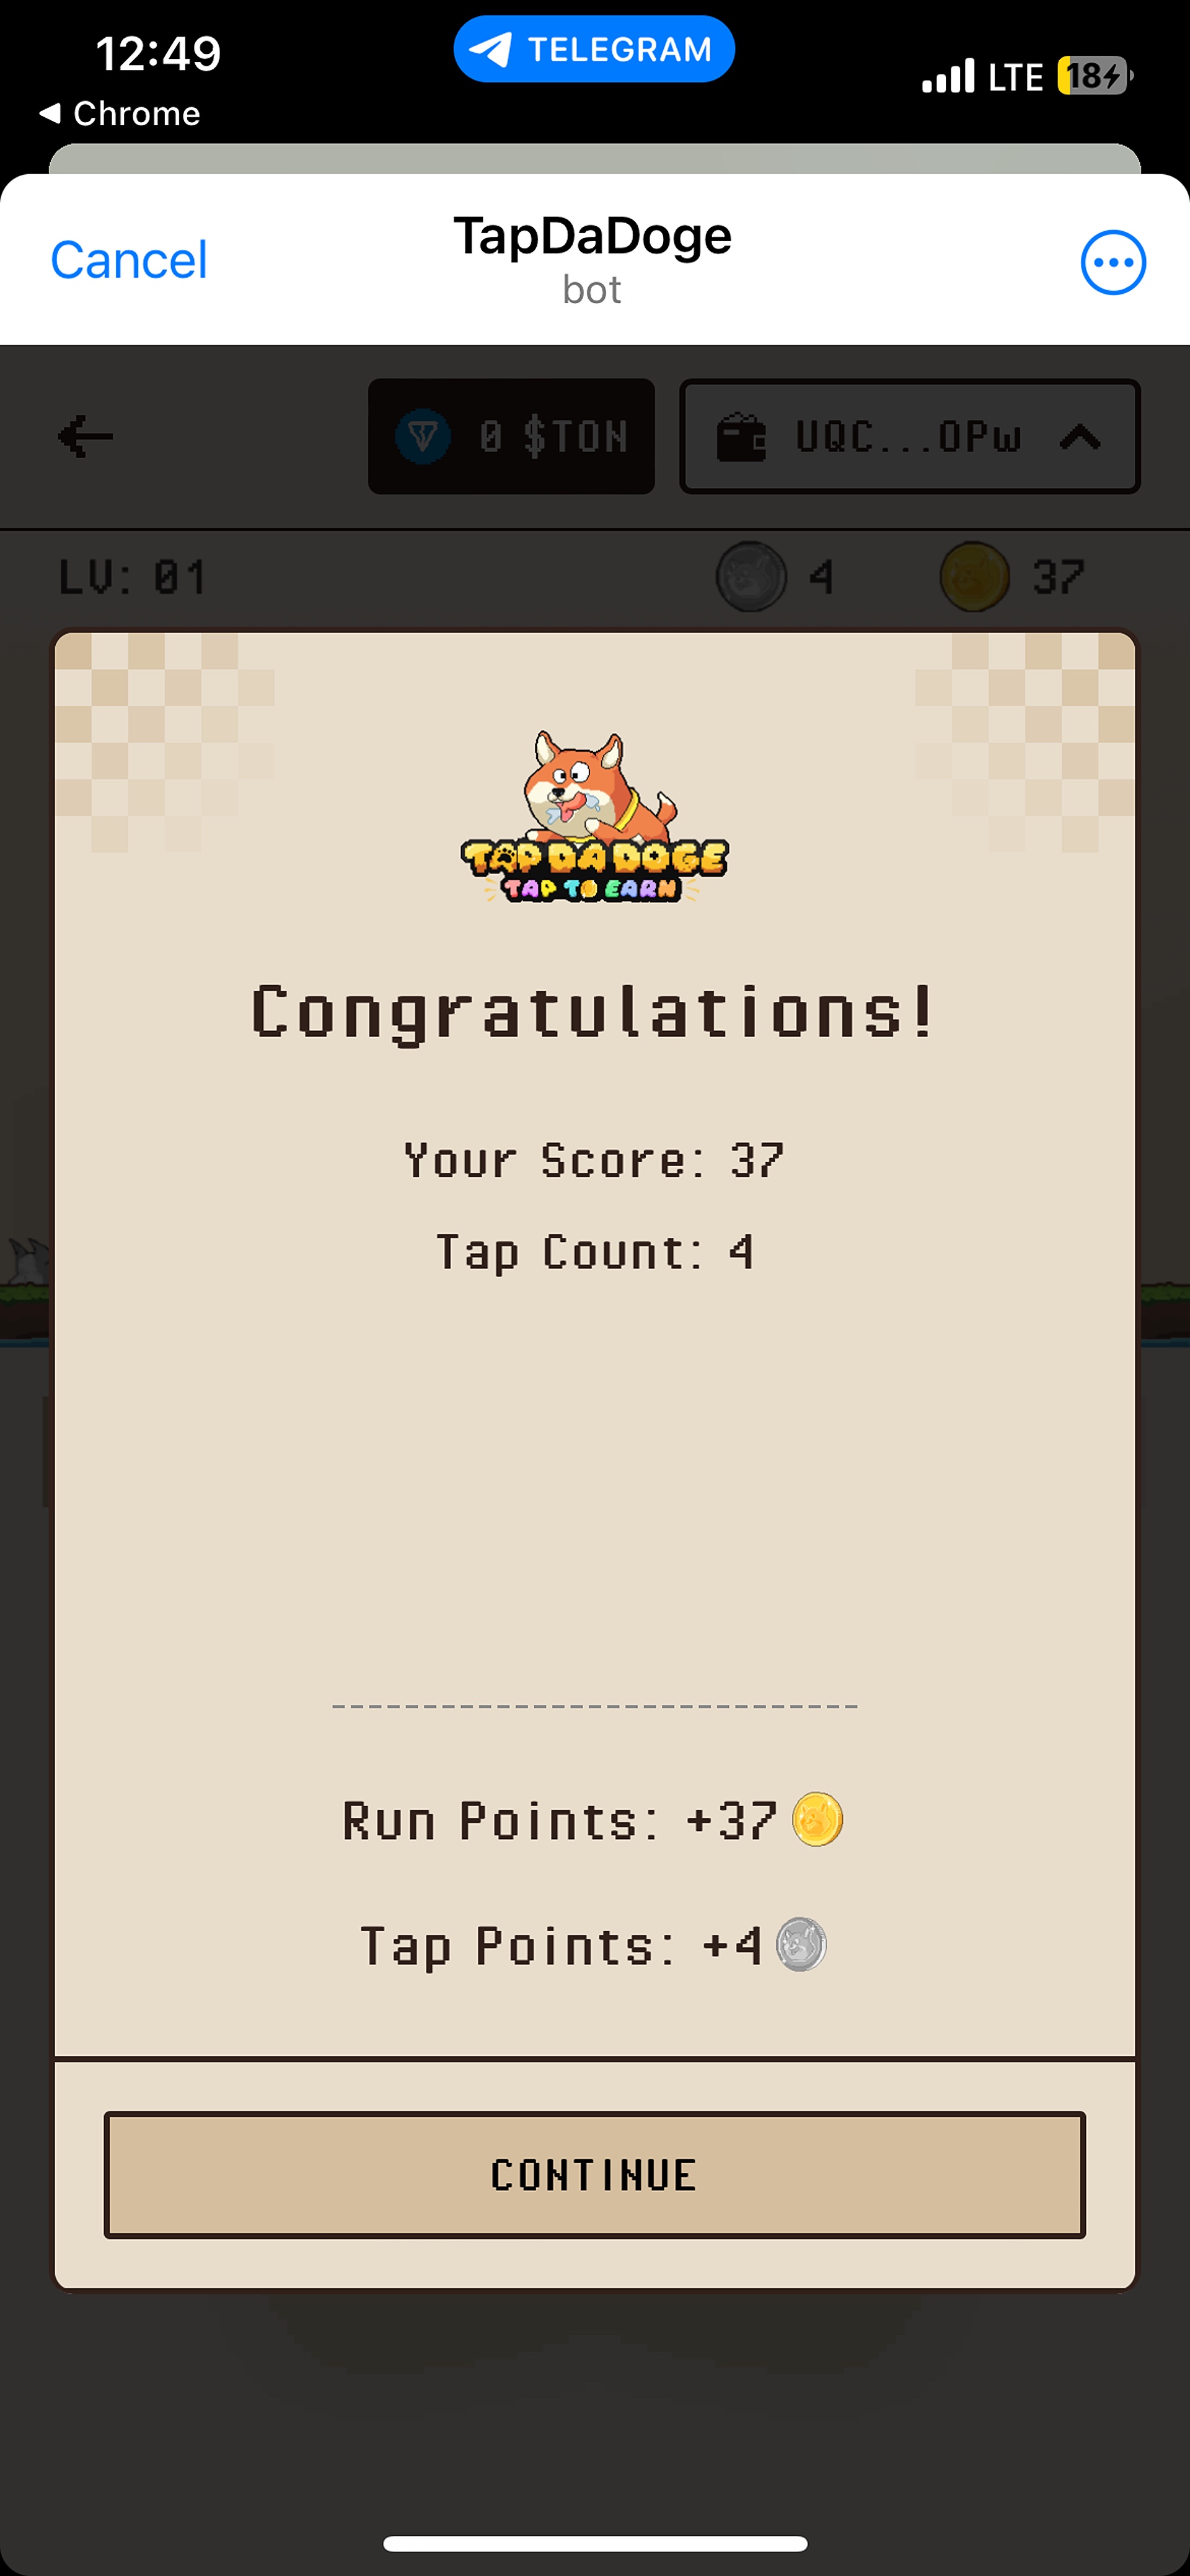 12:49
TELEGRAM
LTE
18
Chrome
Cancel
TapDaDoge
bot
0 $TON
UQC...0Pw
LV: 01
4
37
TAP DA DOGE
TAP TO EARN
Congratulations!
Your Score: 37
Tap Count: 4
Run Points: +37
Tap Points: +4
CONTINUE